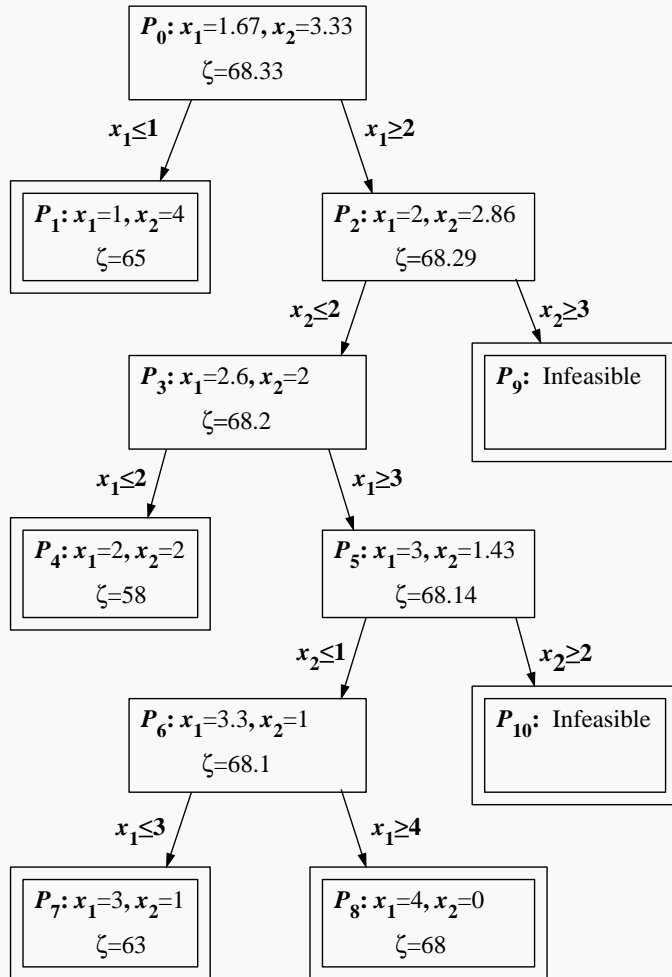 P₀: x₁=1.67, x₂=3.33
ζ=68.33
x₁≤1
x₁≥2
P₁: x₁=1, x₂=4
ζ=65
P₂: x₁=2, x₂=2.86
ζ=68.29
x₂≤2
x₂≥3
P₃: x₁=2.6, x₂=2
ζ=68.2
P₉: Infeasible
x₁≤2
x₁≥3
P₄: x₁=2, x₂=2
ζ=58
P₅: x₁=3, x₂=1.43
ζ=68.14
x₂≤1
x₂≥2
P₆: x₁=3.3, x₂=1
ζ=68.1
P₁₀: Infeasible
x₁≤3
x₁≥4
P₇: x₁=3, x₂=1
ζ=63
P₈: x₁=4, x₂=0
ζ=68